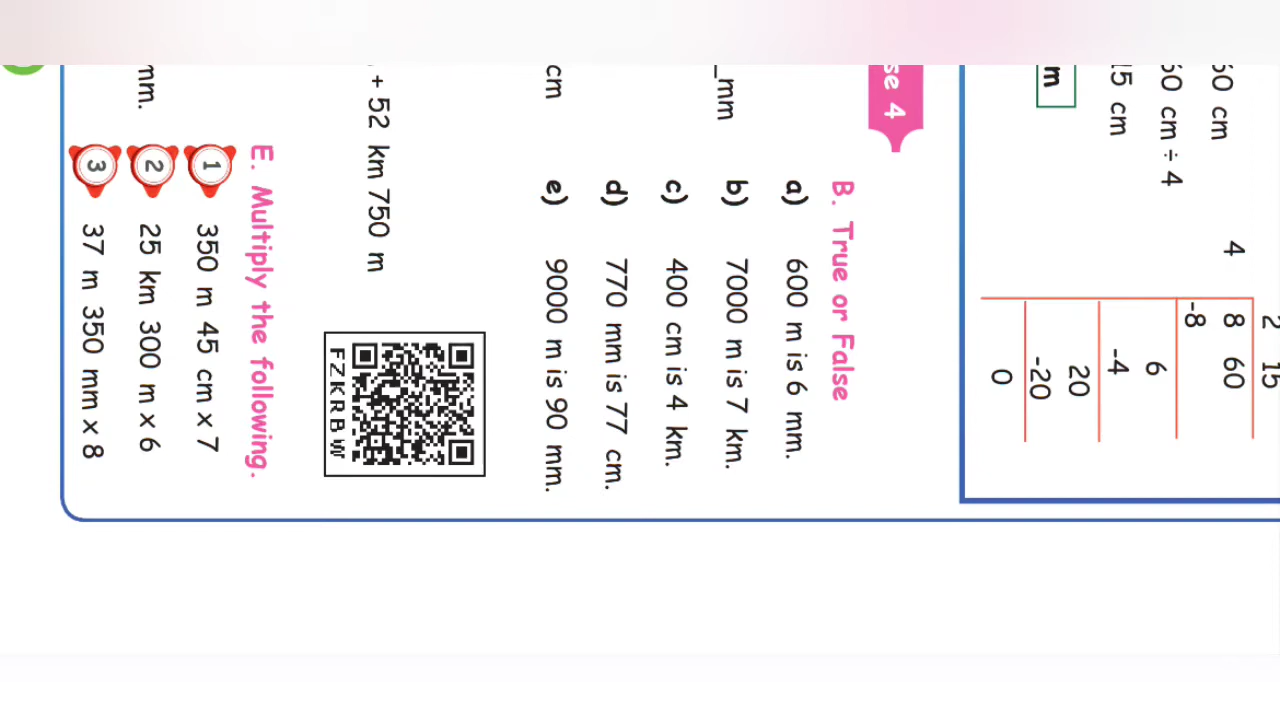 60 cm
60 cm ÷ 4
15 cm
m
2 15
4 8 60
-8
6
-4
20
-20
0
se 4
_mm
cm
B. True or False
a) 600 m is 6 mm.
b) 7000 m is 7 km.
c) 400 cm is 4 km.
d) 770 mm is 77 cm.
e) 9000 m is 90 mm.
+ 52 km 750 m
FZKRBW
mm.
E. Multiply the following.
1 350 m 45 cm x 7
2 25 km 300 m x 6
3 37 m 350 mm x 8